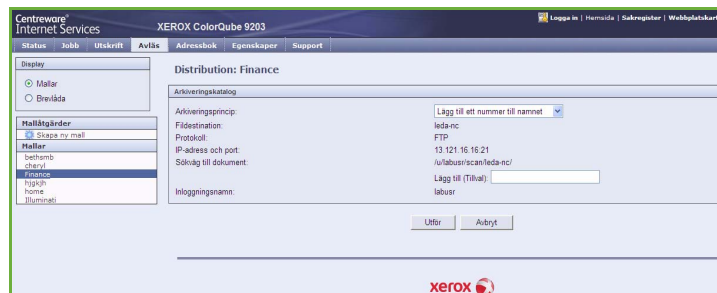 Centreware®
Internet Services
XEROX ColorQube 9203
Logga in | Hemsida | Sakregister | Webbplatskart
Status Jobb Utskrift Avläs Adressbok Egenskaper Support
Display
Mallar
Brevlåda
Mallåtgärder
Skapa ny mall
Mallar
bethsmb
cheryl
Finance
hjgkjh
home
Illuminati
Distribution: Finance
Arkiveringskatalog
Arkiveringsprincip: Lägg till ett nummer till namnet
Fildestination: leda-nc
Protokoll: FTP
IP-adress och port: 13.121.16.16:21
Sökväg till dokument: /u/labusr/scan/leda-nc/
Lägg till (Tillval):
Inloggningsnamn: labusr
Utför Avbryt
xerox